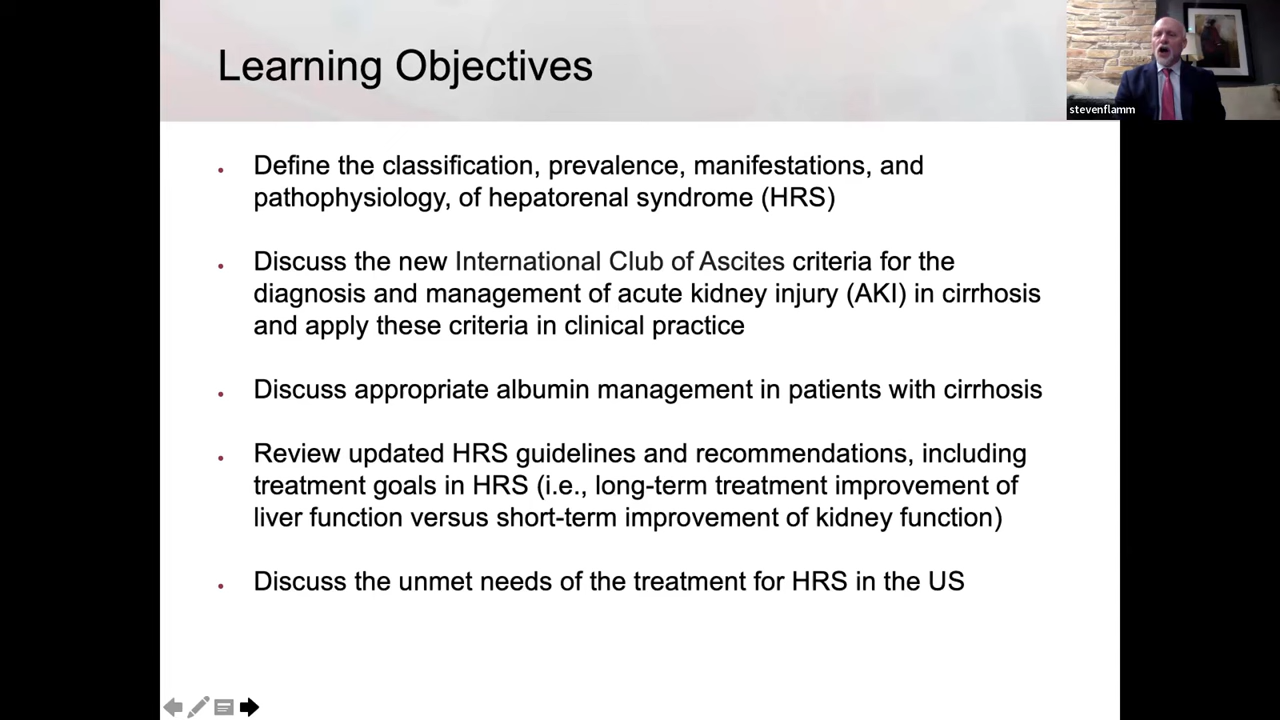 Learning Objectives
stevenflamm
• Define the classification, prevalence, manifestations, and
pathophysiology, of hepatorenal syndrome (HRS)
• Discuss the new International Club of Ascites criteria for the
diagnosis and management of acute kidney injury (AKI) in cirrhosis
and apply these criteria in clinical practice
• Discuss appropriate albumin management in patients with cirrhosis
• Review updated HRS guidelines and recommendations, including
treatment goals in HRS (i.e., long-term treatment improvement of
liver function versus short-term improvement of kidney function)
• Discuss the unmet needs of the treatment for HRS in the US